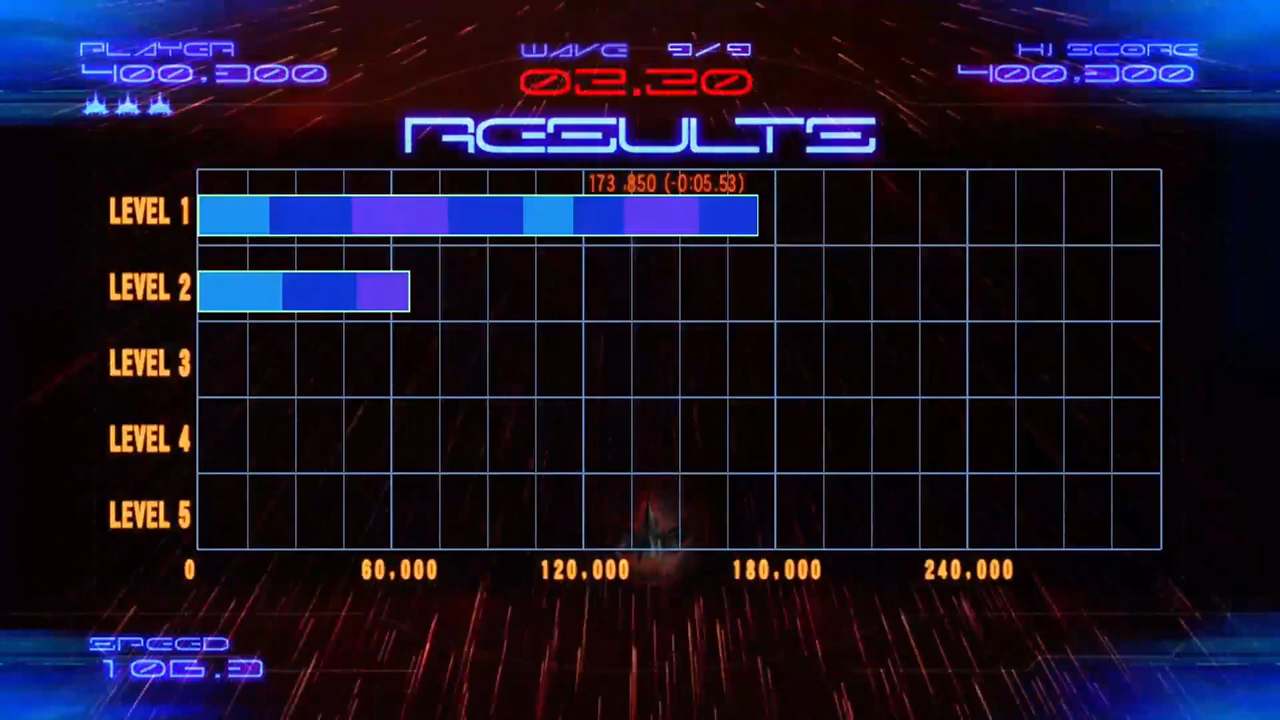 PLAYER
400,300
WAVE 9/9
02.20
HI SCORE
400,300
RESULTS
173,850 (-0:05.53)
LEVEL 1
LEVEL 2
LEVEL 3
LEVEL 4
LEVEL 5
0 60,000 120,000 180,000 240,000
SPEED
106.3